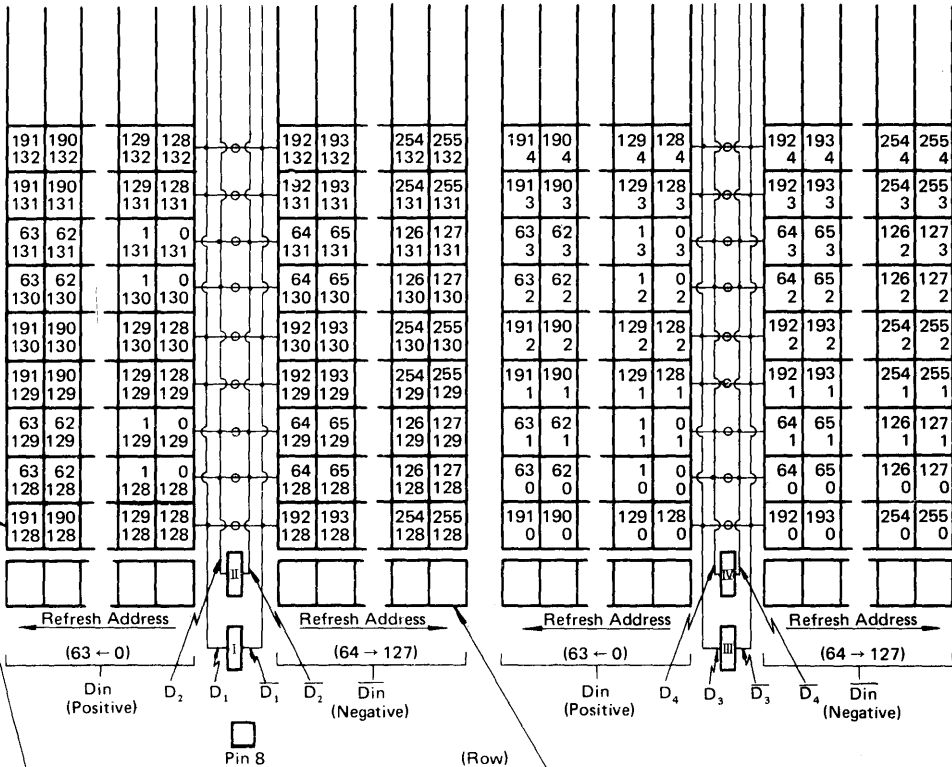 191 190 129 128 192 193 254 255 191 190 129 128 192 193 254 255
132 132 132 132 132 132 132 132 4 4 4 4 4 4 4 4
191 190 129 128 192 193 254 255 191 190 129 128 192 193 254 255
131 131 131 131 131 131 131 131 3 3 3 3 3 3 3 3
63 62 1 0 64 65 126 127 63 62 1 0 64 65 126 127
131 131 131 131 131 131 131 131 3 3 3 3 3 3 2 3
63 62 1 0 64 65 126 127 63 62 1 0 64 65 126 127
130 130 130 130 130 130 130 130 2 2 2 2 2 2 2 2
191 190 129 128 192 193 254 255 191 190 129 128 192 193 254 255
130 130 130 130 130 130 130 130 2 2 2 2 2 2 2 2
191 190 129 128 192 193 254 255 191 190 129 128 192 193 254 255
129 129 129 129 129 129 129 129 1 1 1 1 1 1 1 1
63 62 1 0 64 65 126 127 63 62 1 0 64 65 126 127
129 129 129 129 129 129 129 129 1 1 1 1 1 1 1 1
63 62 1 0 64 65 126 127 63 62 1 0 64 65 126 127
128 128 128 128 128 128 128 128 0 0 0 0 0 0 0 0
191 190 129 128 192 193 254 255 191 190 129 128 192 193 254 255
128 128 128 128 128 128 128 128 0 0 0 0 0 0 0 0
II IV
Refresh Address Refresh Address Refresh Address Refresh Address
(63 ← 0) I (64 → 127) (63 ← 0) III (64 → 127)
Din D₂ D₁ D̅₁ D̅₂ D̅i̅n̅ Din D₄ D₃ D̅₃ D̅₄ D̅i̅n̅
(Positive) (Negative) (Positive) (Negative)
Pin 8 (Row)